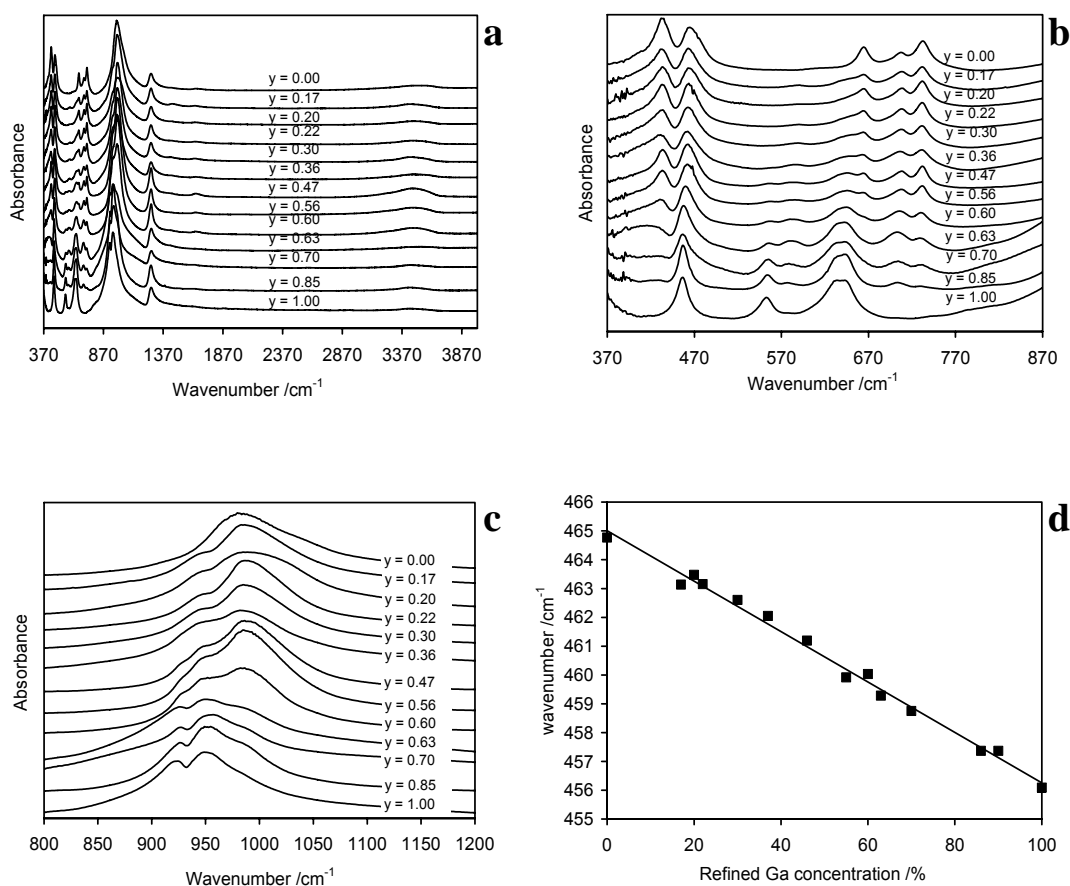 a
y = 0.00
y = 0.17
y = 0.20
y = 0.22
y = 0.30
y = 0.36
y = 0.47
y = 0.56
y = 0.60
y = 0.63
y = 0.70
y = 0.85
y = 1.00
Absorbance
370 870 1370 1870 2370 2870 3370 3870
Wavenumber /cm-1
b
y = 0.00
y = 0.17
y = 0.20
y = 0.22
y = 0.30
y = 0.36
y = 0.47
y = 0.56
y = 0.60
y = 0.63
y = 0.70
y = 0.85
y = 1.00
Absorbance
370 470 570 670 770 870
Wavenumber /cm-1
c
y = 0.00
y = 0.17
y = 0.20
y = 0.22
y = 0.30
y = 0.36
y = 0.47
y = 0.56
y = 0.60
y = 0.63
y = 0.70
y = 0.85
y = 1.00
Absorbance
800 850 900 950 1000 1050 1100 1150 1200
Wavenumber /cm-1
d
466
465
464
463
462
461
460
459
458
457
456
455
wavenumber /cm-1
0 20 40 60 80 100
Refined Ga concentration /%